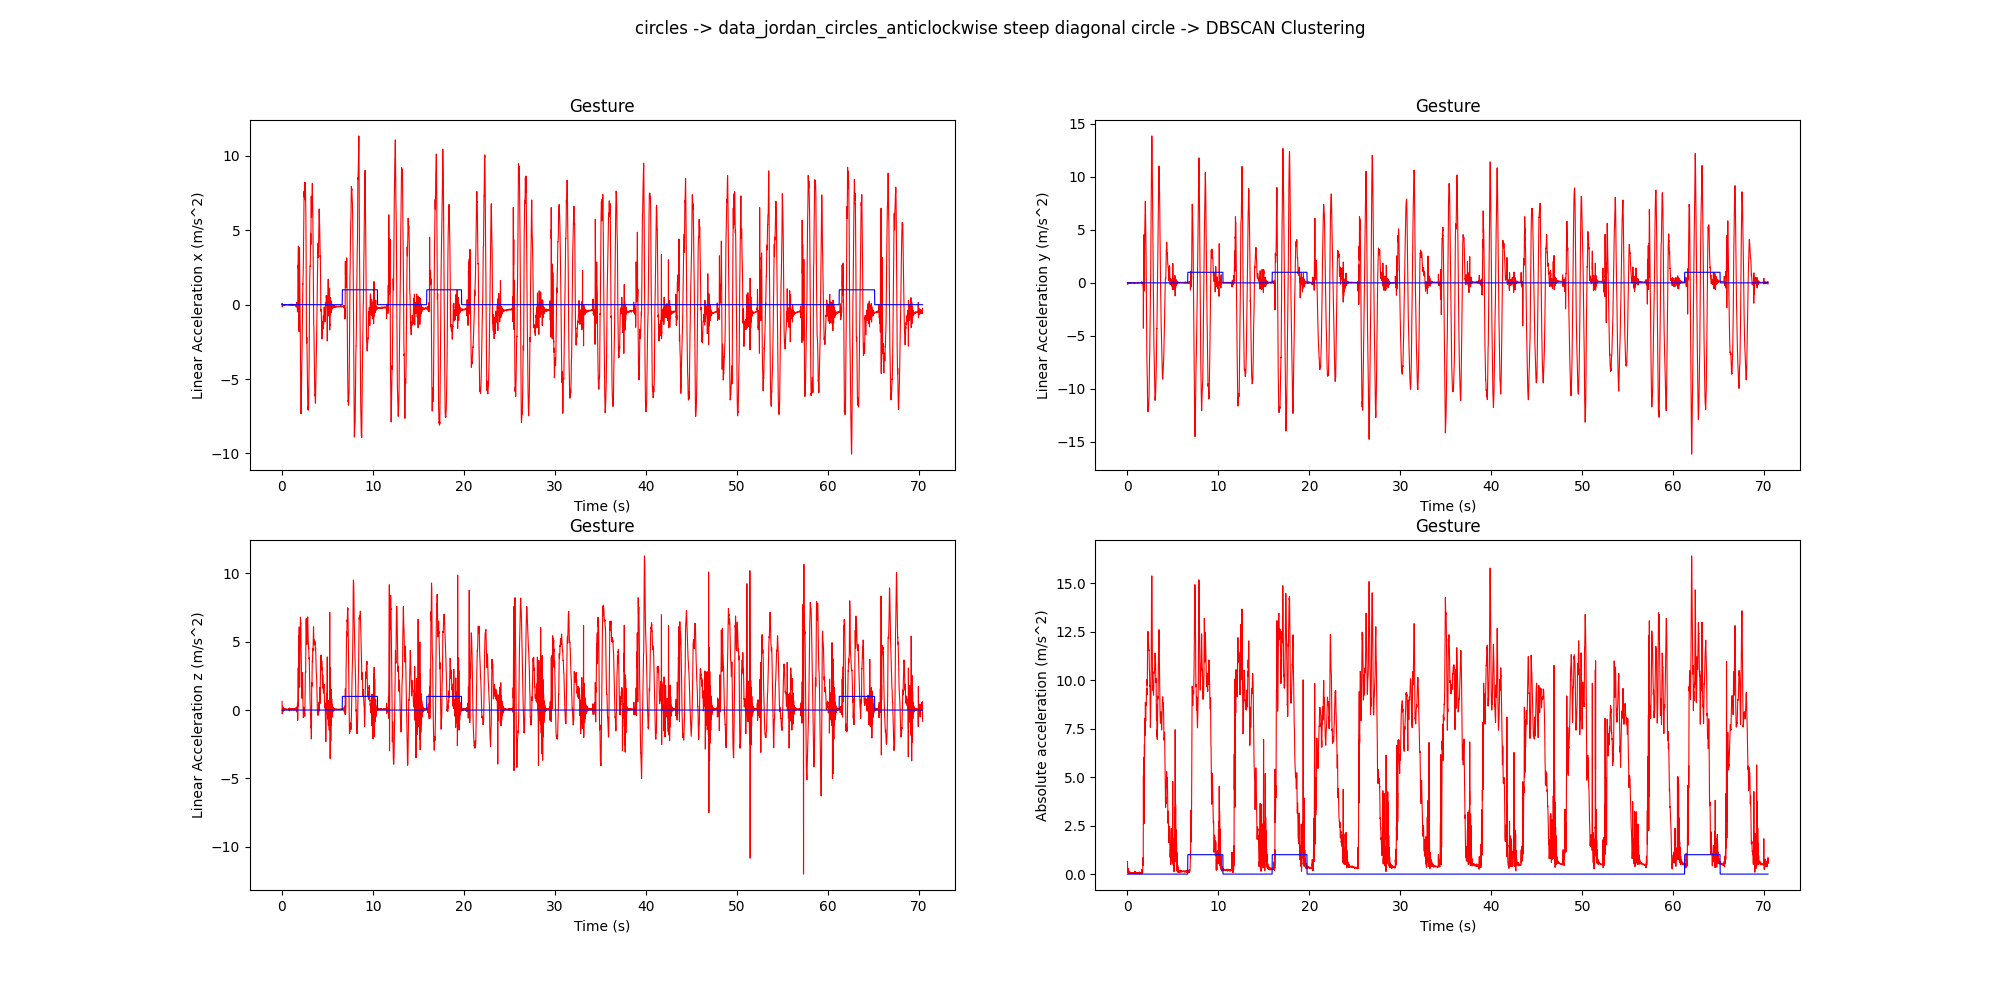 circles -> data_jordan_circles_anticlockwise steep diagonal circle -> DBSCAN Clustering
Gesture
Linear Acceleration x (m/s^2)
10
5
0
−5
−10
0 10 20 30 40 50 60 70
Time (s)
Gesture
Linear Acceleration y (m/s^2)
15
10
5
0
−5
−10
−15
0 10 20 30 40 50 60 70
Time (s)
Gesture
Linear Acceleration z (m/s^2)
10
5
0
−5
−10
0 10 20 30 40 50 60 70
Time (s)
Gesture
Absolute acceleration (m/s^2)
15.0
12.5
10.0
7.5
5.0
2.5
0.0
0 10 20 30 40 50 60 70
Time (s)